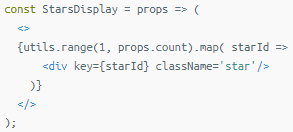 const StarsDisplay = props => (
<>
{utils.range(1, props.count).map( starId =>
<div key={starId} className='star'/>
)}
</>
);